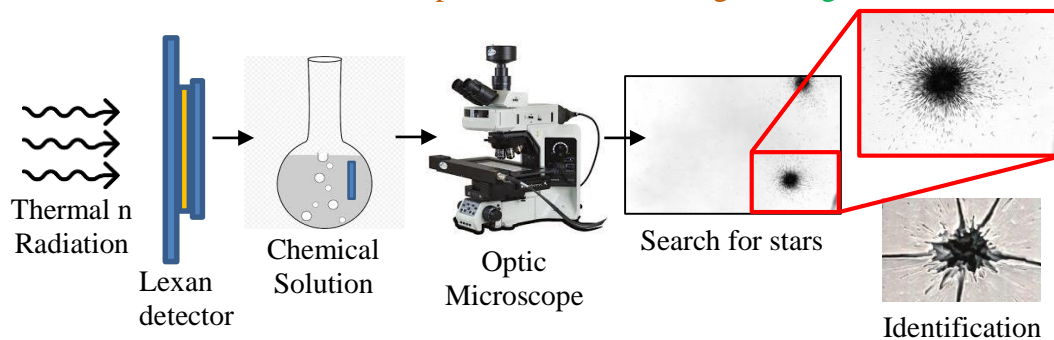 Thermal n
Radiation
Lexan
detector
Chemical
Solution
Optic
Microscope
Search for stars
Identification